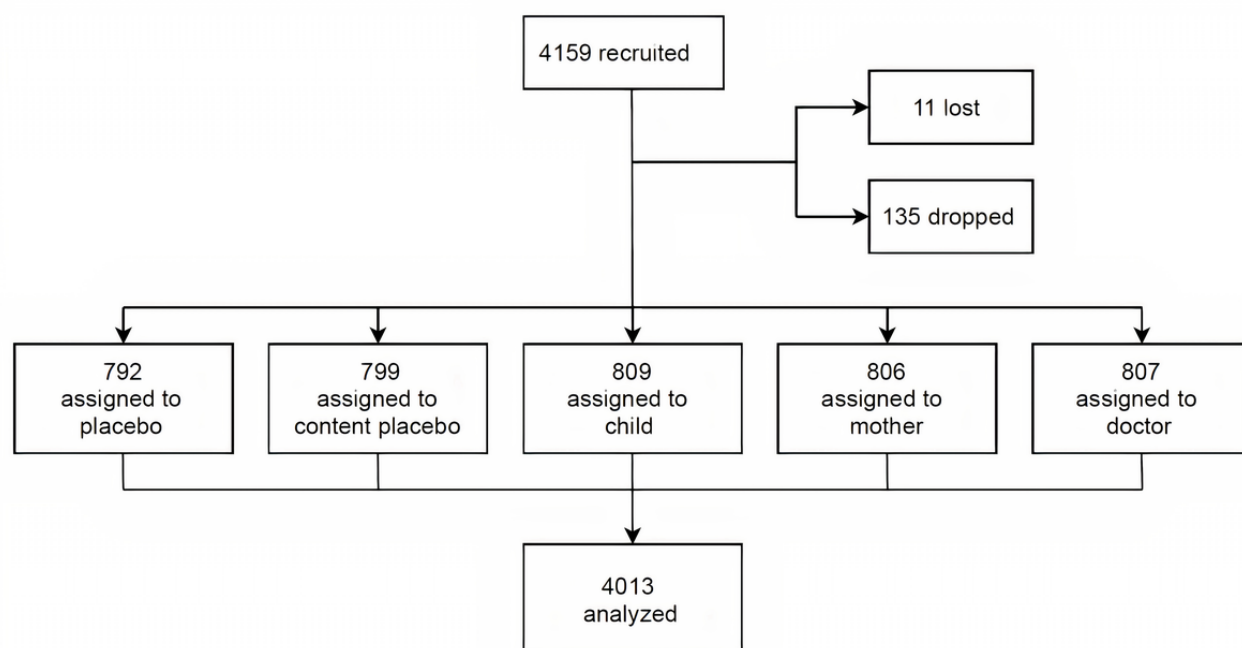 4159 recruited
11 lost
135 dropped
792
assigned to
placebo
799
assigned to
content placebo
809
assigned to
child
806
assigned to
mother
807
assigned to
doctor
4013
analyzed